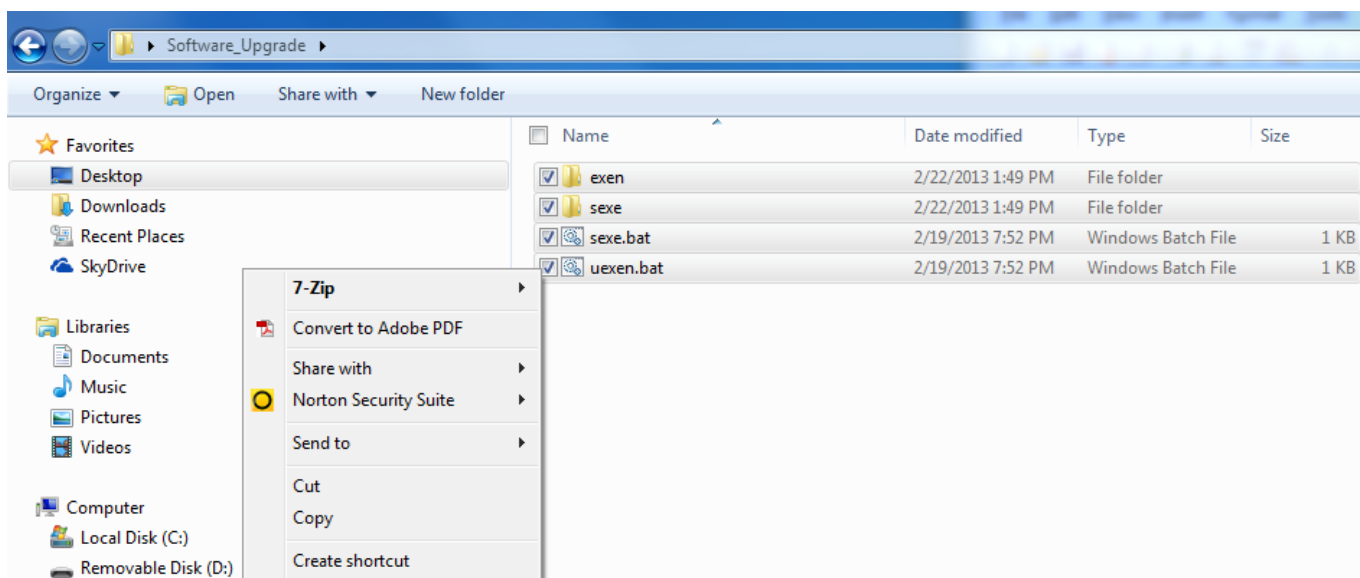 Software_Upgrade
Organize Open Share with New folder
Favorites
Desktop
Downloads
Recent Places
SkyDrive
Libraries
Documents
Music
Pictures
Videos
Computer
Local Disk (C:)
Removable Disk (D:)
Name Date modified Type Size
exen 2/22/2013 1:49 PM File folder
sexe 2/22/2013 1:49 PM File folder
sexe.bat 2/19/2013 7:52 PM Windows Batch File 1 KB
uexen.bat 2/19/2013 7:52 PM Windows Batch File 1 KB
7-Zip
Convert to Adobe PDF
Share with
Norton Security Suite
Send to
Cut
Copy
Create shortcut